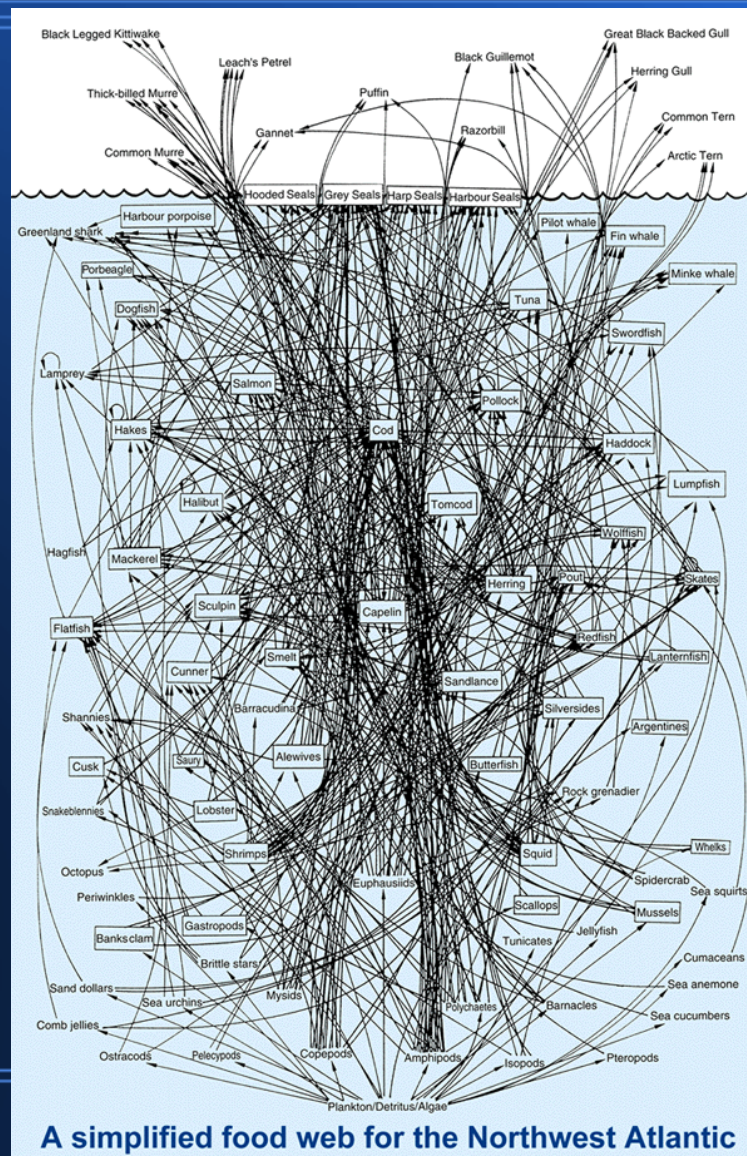 Black Legged Kittiwake
Great Black Backed Gull
Leach's Petrel
Black Guillemot
Herring Gull
Thick-billed Murre
Puffin
Common Tern
Gannet
Razorbill
Common Murre
Arctic Tern
Hooded Seals
Grey Seals
Harp Seals
Harbour Seals
Harbour porpoise
Pilot whale
Greenland shark
Fin whale
Porbeagle
Minke whale
Dogfish
Tuna
Swordfish
Lamprey
Salmon
Pollock
Hakes
Cod
Haddock
Lumpfish
Halibut
Tomcod
Wolffish
Hagfish
Mackerel
Herring
Pout
Skates
Sculpin
Capelin
Flatfish
Redfish
Smelt
Lanternfish
Cunner
Sandlance
Barracudina
Silversides
Shannies
Argentines
Cusk
Saury
Alewives
Butterfish
Rock grenadier
Snakeblennies
Lobster
Shrimps
Squid
Whelks
Octopus
Euphausiids
Spidercrab
Sea squirts
Periwinkles
Scallops
Mussels
Gastropods
Jellyfish
Banksclam
Tunicates
Brittle stars
Cumaceans
Sand dollars
Sea urchins
Mysids
Polychaetes
Barnacles
Sea anemone
Comb jellies
Sea cucumbers
Ostracods
Pelecypods
Copepods
Amphipods
Isopods
Pteropods
Plankton/Detritus/Algae
A simplified food web for the Northwest Atlantic